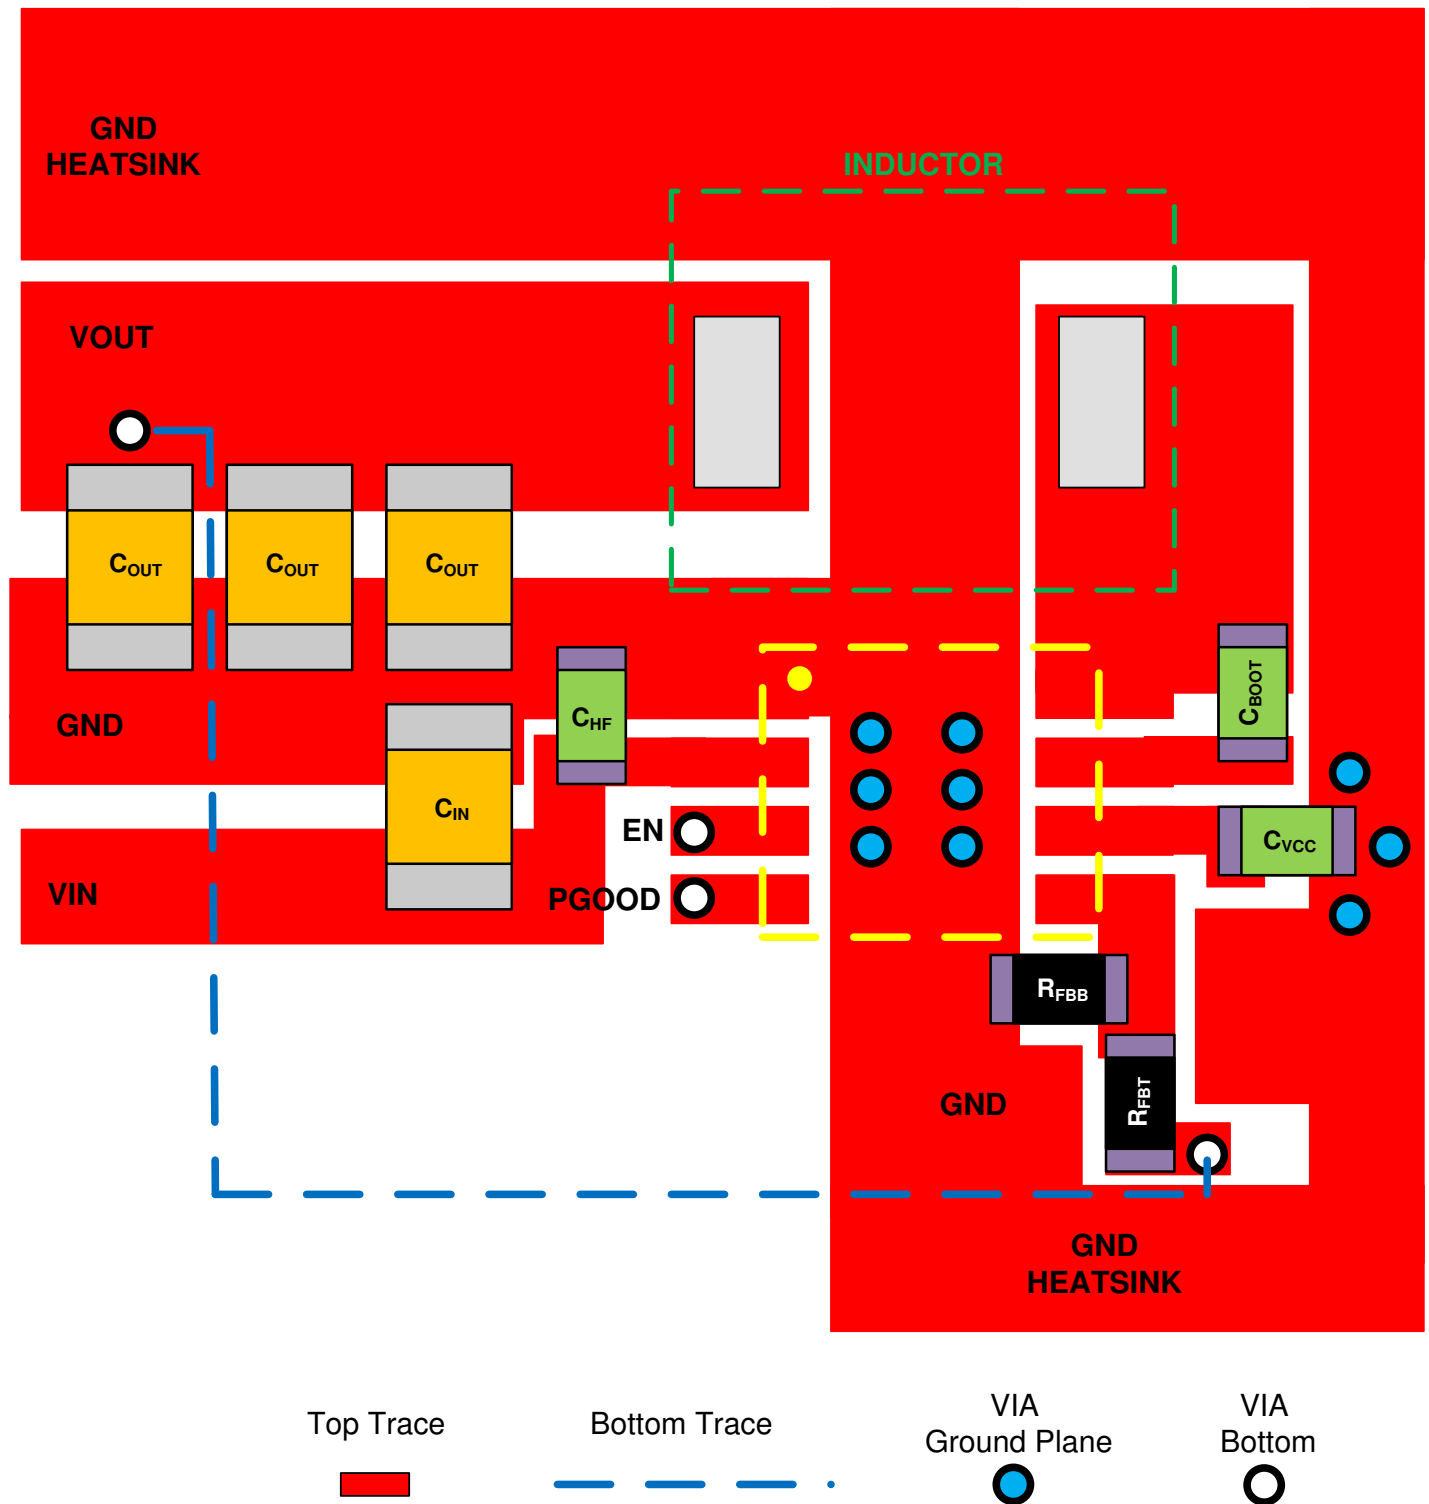 GND
HEATSINK
INDUCTOR
VOUT
COUT
COUT
COUT
CHF
CBOOT
GND
CIN
EN
CVCC
VIN
PGOOD
RFBB
RFBT
GND
GND
HEATSINK
Top Trace
Bottom Trace
VIA
Ground Plane
VIA
Bottom